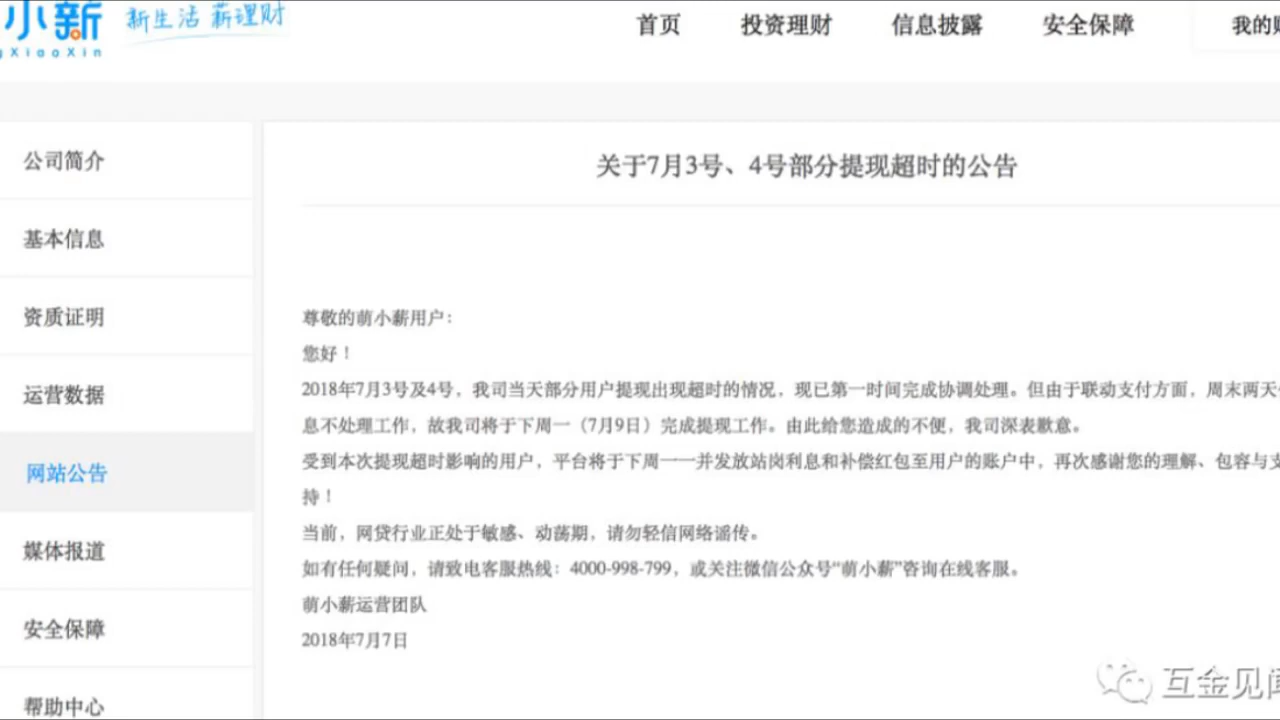 小新
gXiaoXin
新生活 薪理财
首页 投资理财 信息披露 安全保障 我的
公司简介
基本信息
资质证明
运营数据
网站公告
媒体报道
安全保障
帮助中心
关于7月3号、4号部分提现超时的公告
尊敬的萌小薪用户：
您好！
2018年7月3号及4号，我司当天部分用户提现出现超时的情况，现已第一时间完成协调处理。但由于联动支付方面，周末两天
息不处理工作，故我司将于下周一（7月9日）完成提现工作。由此给您造成的不便，我司深表歉意。
受到本次提现超时影响的用户，平台将于下周一一并发放站岗利息和补偿红包至用户的账户中，再次感谢您的理解、包容与支
持！
当前，网贷行业正处于敏感、动荡期，请勿轻信网络谣传。
如有任何疑问，请致电客服热线：4000-998-799，或关注微信公众号“萌小薪”咨询在线客服。
萌小薪运营团队
2018年7月7日
互金见闻